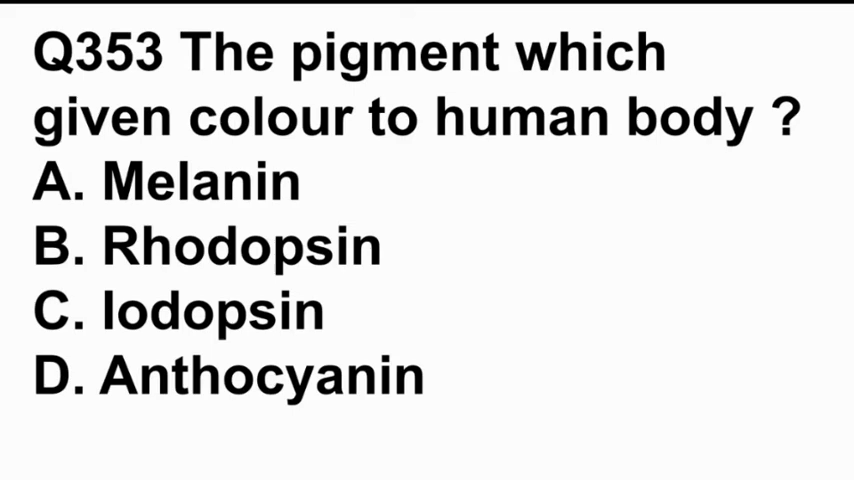 Q353 The pigment which
given colour to human body ?
A. Melanin
B. Rhodopsin
C. Iodopsin
D. Anthocyanin